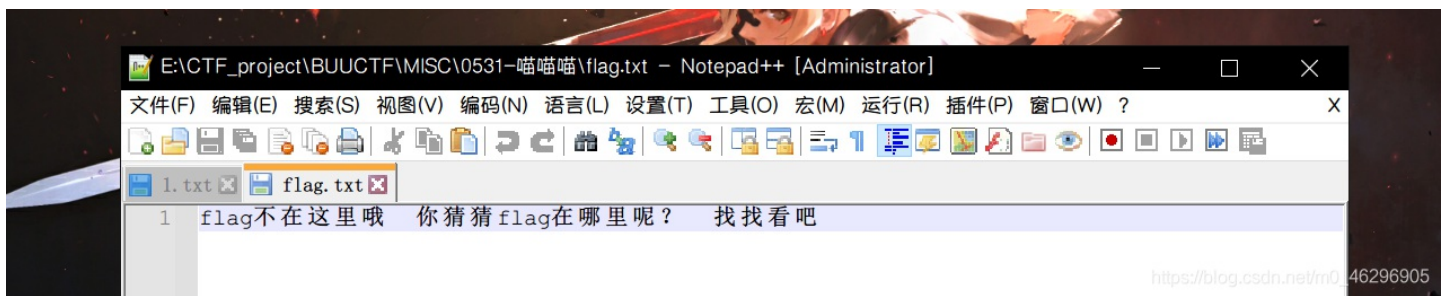 E:\CTF_project\BUUCTF\MISC\0531-喵喵喵\flag.txt - Notepad++ [Administrator]
文件(F) 编辑(E) 搜索(S) 视图(V) 编码(N) 语言(L) 设置(T) 工具(O) 宏(M) 运行(R) 插件(P) 窗口(W) ? X
1.txt flag.txt
1 flag不在这里哦 你猜猜flag在哪里呢？ 找找看吧
https://blog.csdn.net/m0_46296905